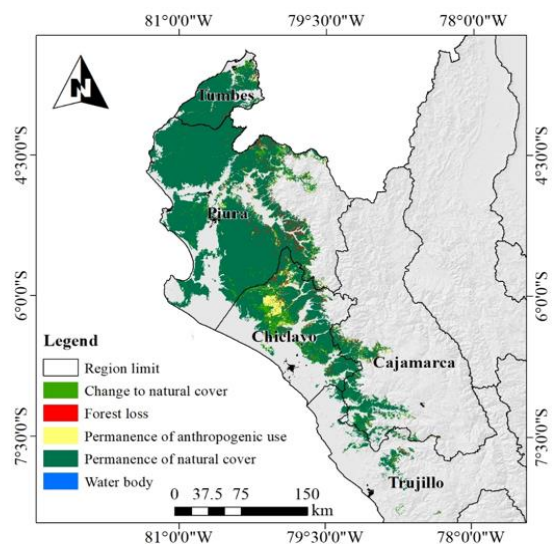 81°0'0"W 79°30'0"W 78°0'0"W
N
Tumbes
4°30'0"S 4°30'0"S
Piura
6°0'0"S 6°0'0"S
Chiclayo
Legend
Region limit
Cajamarca
Change to natural cover
Forest loss
Permanence of anthropogenic use
7°30'0"S 7°30'0"S
Permanence of natural cover
Water body
Trujillo
0 37.5 75 150
km
81°0'0"W 79°30'0"W 78°0'0"W